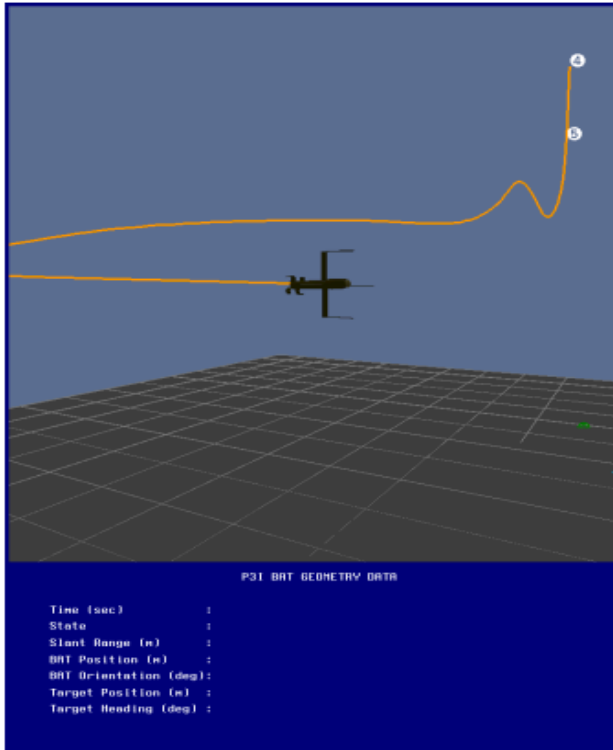 4
5
P3I BAT GEOMETRY DATA
Time (sec) :
State :
Slant Range (m) :
BAT Position (m) :
BAT Orientation (deg):
Target Position (m) :
Target Heading (deg) :